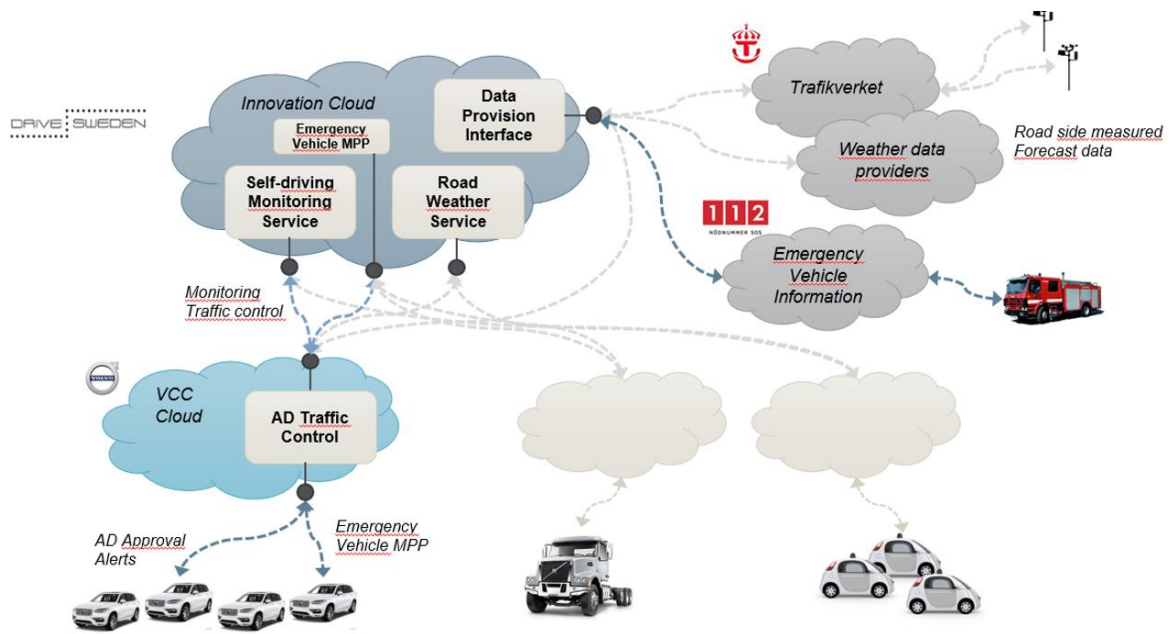 DRIVE SWEDEN
Innovation Cloud
Emergency
Vehicle MPP
Data
Provision
Interface
Self-driving
Monitoring
Service
Road
Weather
Service
Monitoring
Traffic control
Trafikverket
Weather data
providers
Road side measured
Forecast data
112
NÖDNUMMER SOS
Emergency
Vehicle
Information
VOLVO
VCC
Cloud
AD Traffic
Control
AD Approval
Alerts
Emergency
Vehicle MPP